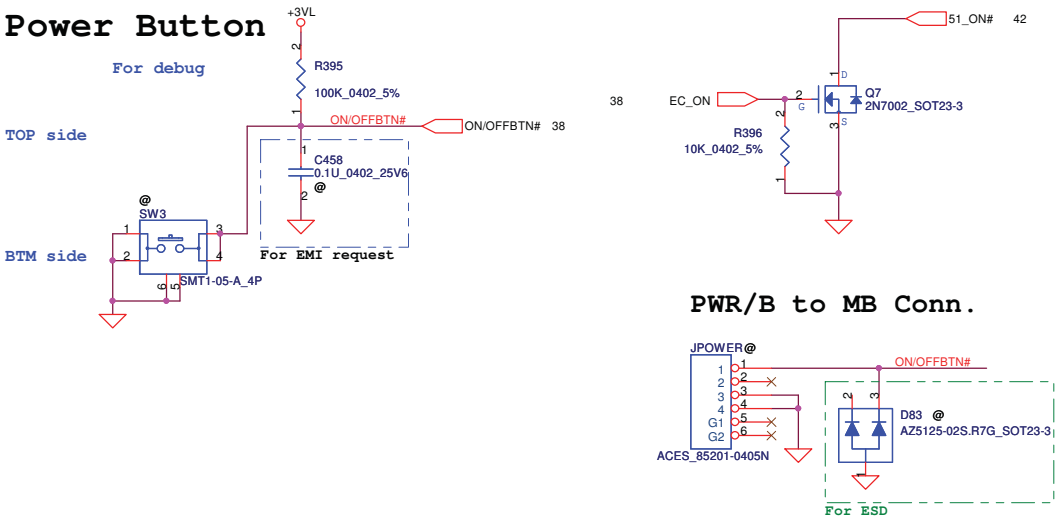 Power Button
For debug
+3VL
2
R395
100K_0402_5%
1
ON/OFFBTN#
ON/OFFBTN# 38
TOP side
1
C458
0.1U_0402_25V6
@
2
For EMI request
@
SW3
1
2
3
4
6
5
SMT1-05-A_4P
BTM side
51_ON# 42
1
D
38 EC_ON
2
G
Q7
2N7002_SOT23-3
3
S
2
R396
10K_0402_5%
1
PWR/B to MB Conn.
JPOWER@
1 1
2 2
3 3
4 4
G1 5
G2 6
ACES_85201-0405N
ON/OFFBTN#
2
3
D83 @
AZ5125-02S.R7G_SOT23-3
1
For ESD